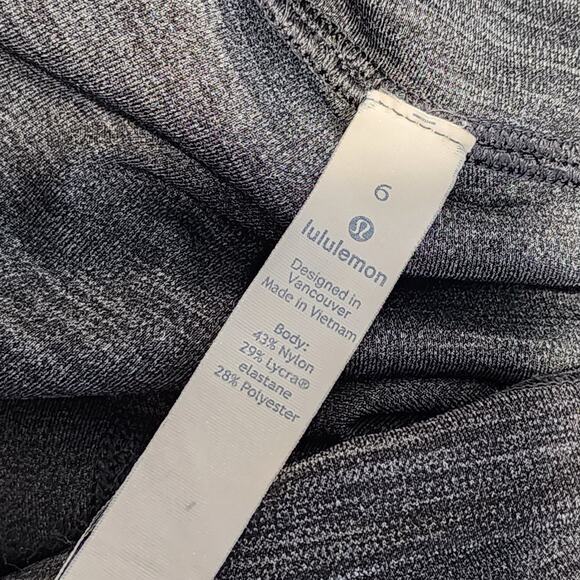 6
lululemon
Designed in
Vancouver
Made in Vietnam
Body:
43% Nylon
29% Lycra®
elastane
28% Polyester